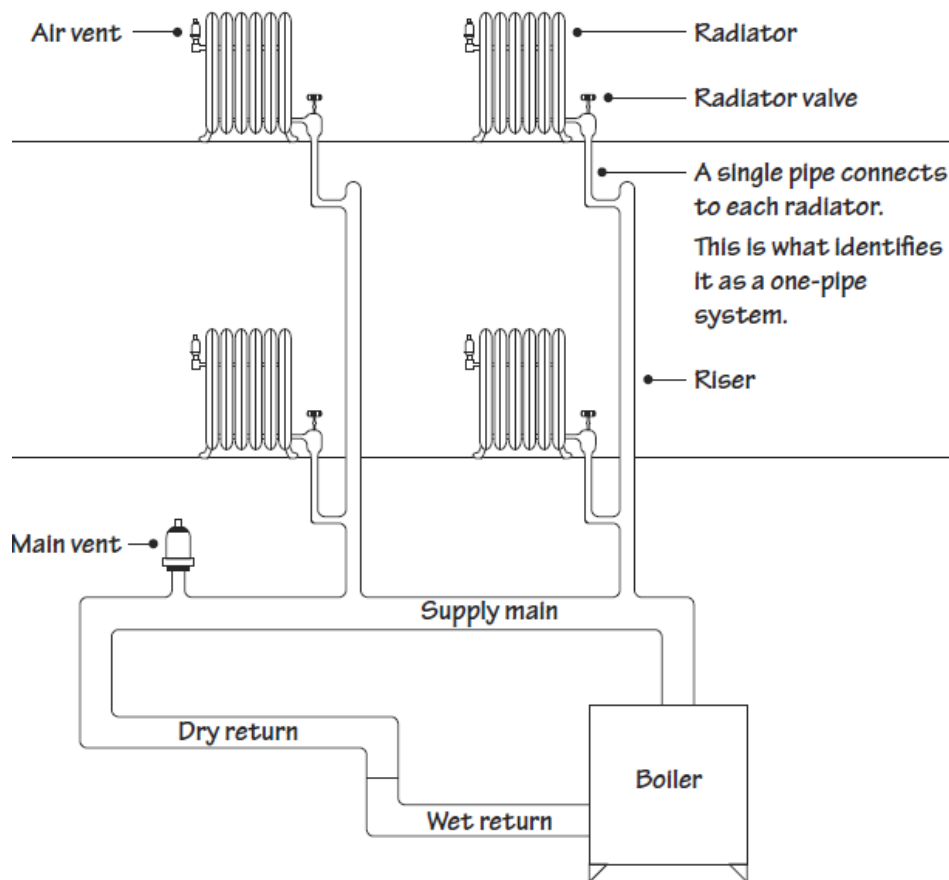 Air vent
Radiator
Radiator valve
A single pipe connects
to each radiator.
This is what identifies
it as a one-pipe
system.
Riser
Main vent
Supply main
Dry return
Boiler
Wet return